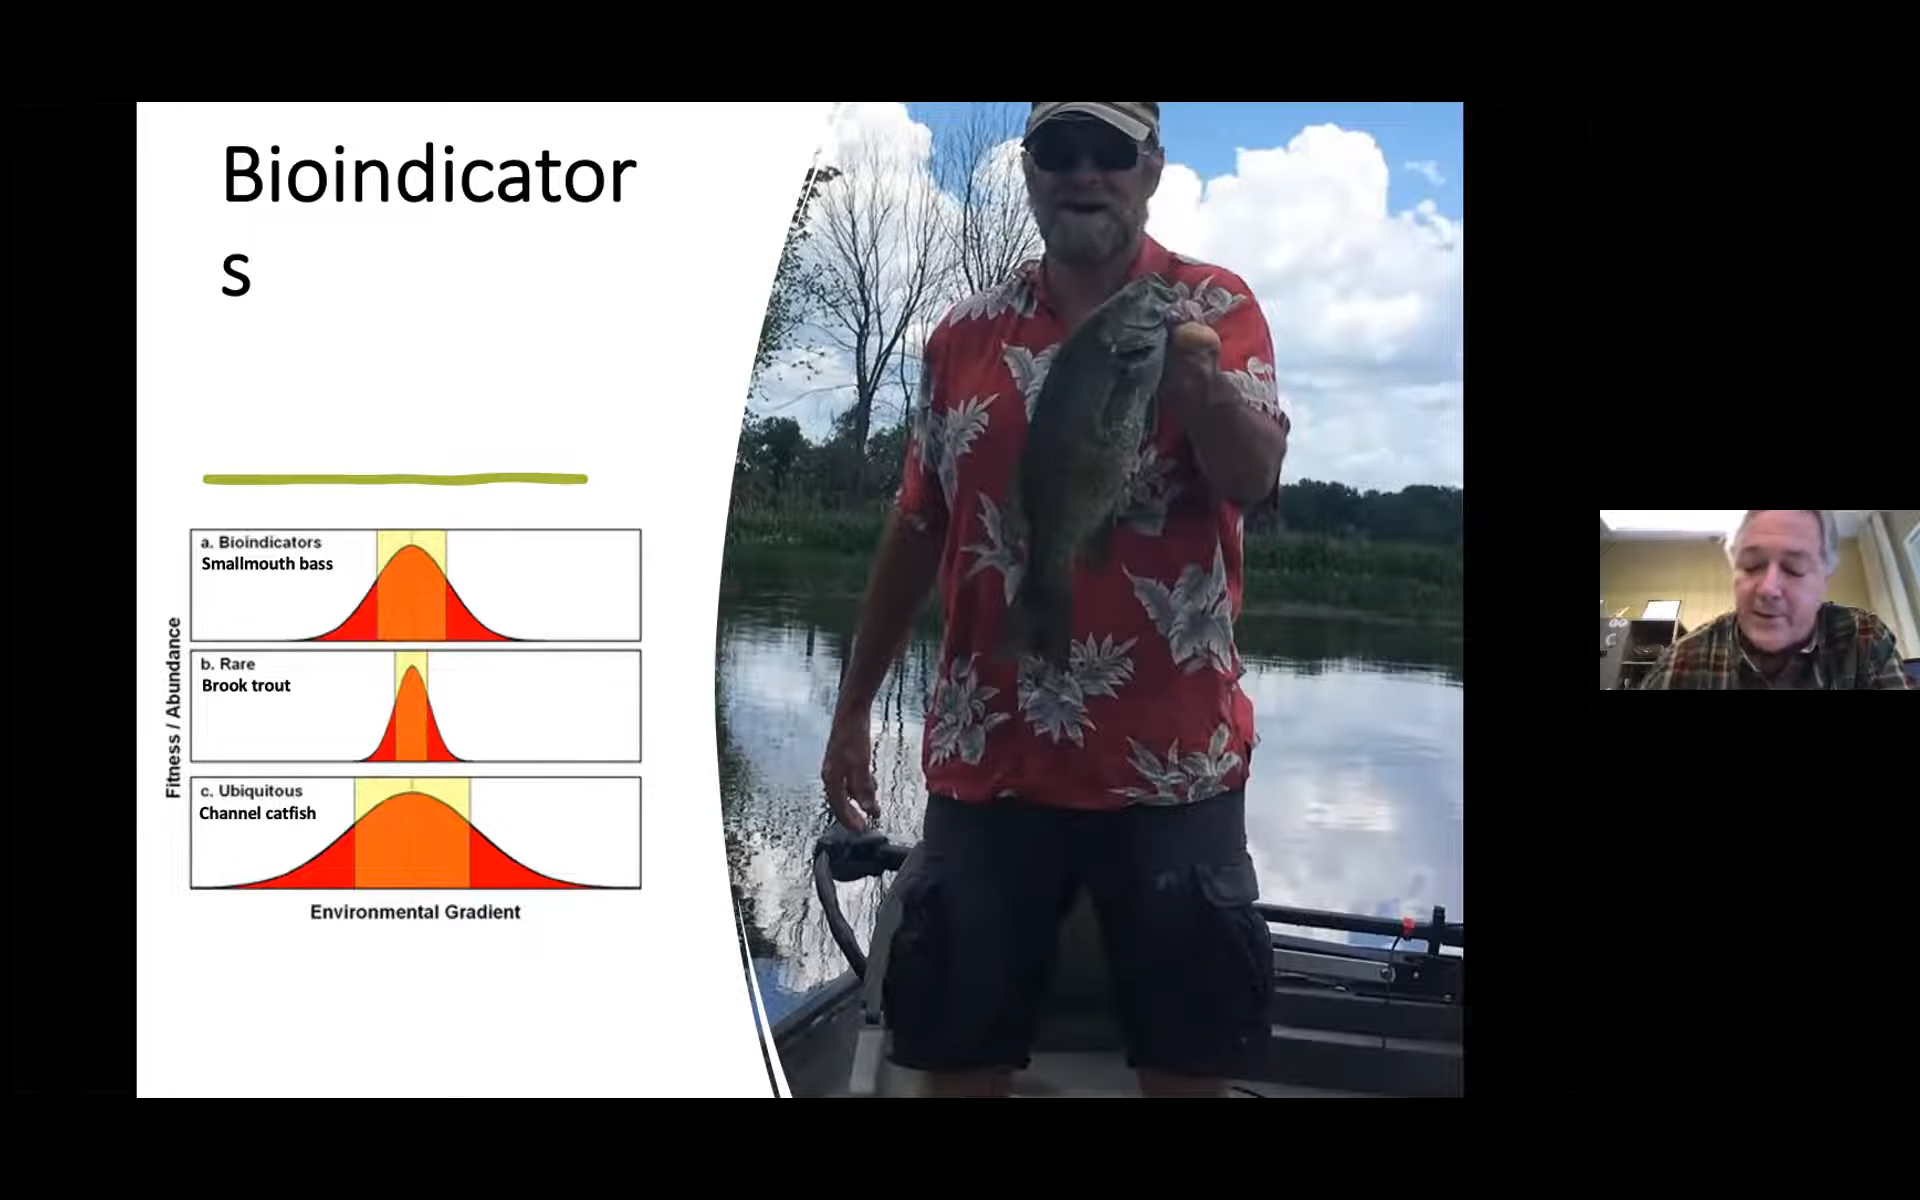 Bioindicator
s
a. Bioindicators
Smallmouth bass
b. Rare
Brook trout
c. Ubiquitous
Channel catfish
Fitness / Abundance
Environmental Gradient